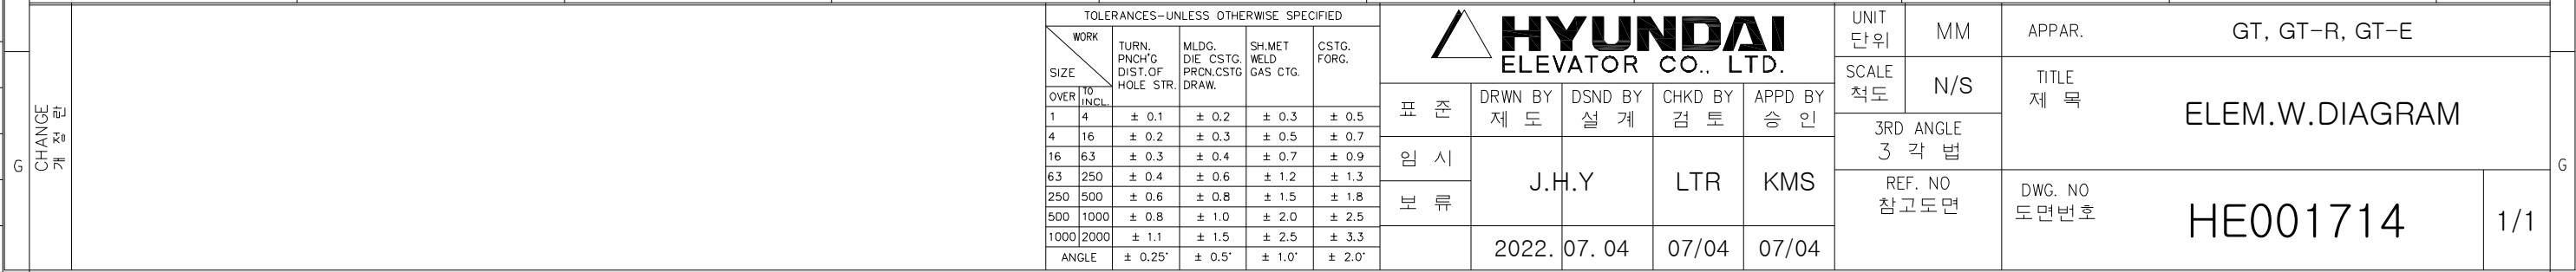 G
CHANGE
개 정 란
TOLERANCES-UNLESS OTHERWISE SPECIFIED
WORK
SIZE
OVER
TO INCL.
TURN.
PNCH'G
DIST.OF
HOLE STR.
MLDG.
DIE CSTG.
PRCN.CSTG
DRAW.
SH.MET
WELD
GAS CTG.
CSTG.
FORG.
1 4 ± 0.1 ± 0.2 ± 0.3 ± 0.5
4 16 ± 0.2 ± 0.3 ± 0.5 ± 0.7
16 63 ± 0.3 ± 0.4 ± 0.7 ± 0.9
63 250 ± 0.4 ± 0.6 ± 1.2 ± 1.3
250 500 ± 0.6 ± 0.8 ± 1.5 ± 1.8
500 1000 ± 0.8 ± 1.0 ± 2.0 ± 2.5
1000 2000 ± 1.1 ± 1.5 ± 2.5 ± 3.3
ANGLE ± 0.25° ± 0.5° ± 1.0° ± 2.0°
HYUNDAI
ELEVATOR CO., LTD.
표 준
임 시
보 류
DRWN BY
제 도
DSND BY
설 계
CHKD BY
검 토
APPD BY
승 인
J.H.Y LTR KMS
2022. 07. 04 07/04 07/04
UNIT
단위
MM
SCALE
척도
N/S
3RD ANGLE
3 각 법
REF. NO
참고도면
APPAR.
GT, GT-R, GT-E
TITLE
제 목
ELEM.W.DIAGRAM
DWG. NO
도면번호
HE001714
1/1
G